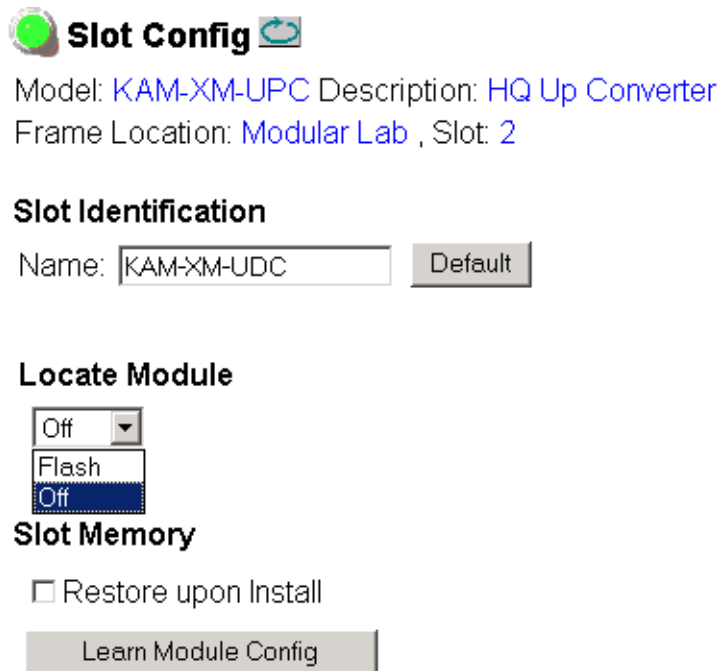 Slot Config
Model: KAM-XM-UPC Description: HQ Up Converter
Frame Location: Modular Lab , Slot: 2
Slot Identification
Name: KAM-XM-UDC Default
Locate Module
Off
Flash
Off
Slot Memory
Restore upon Install
Learn Module Config